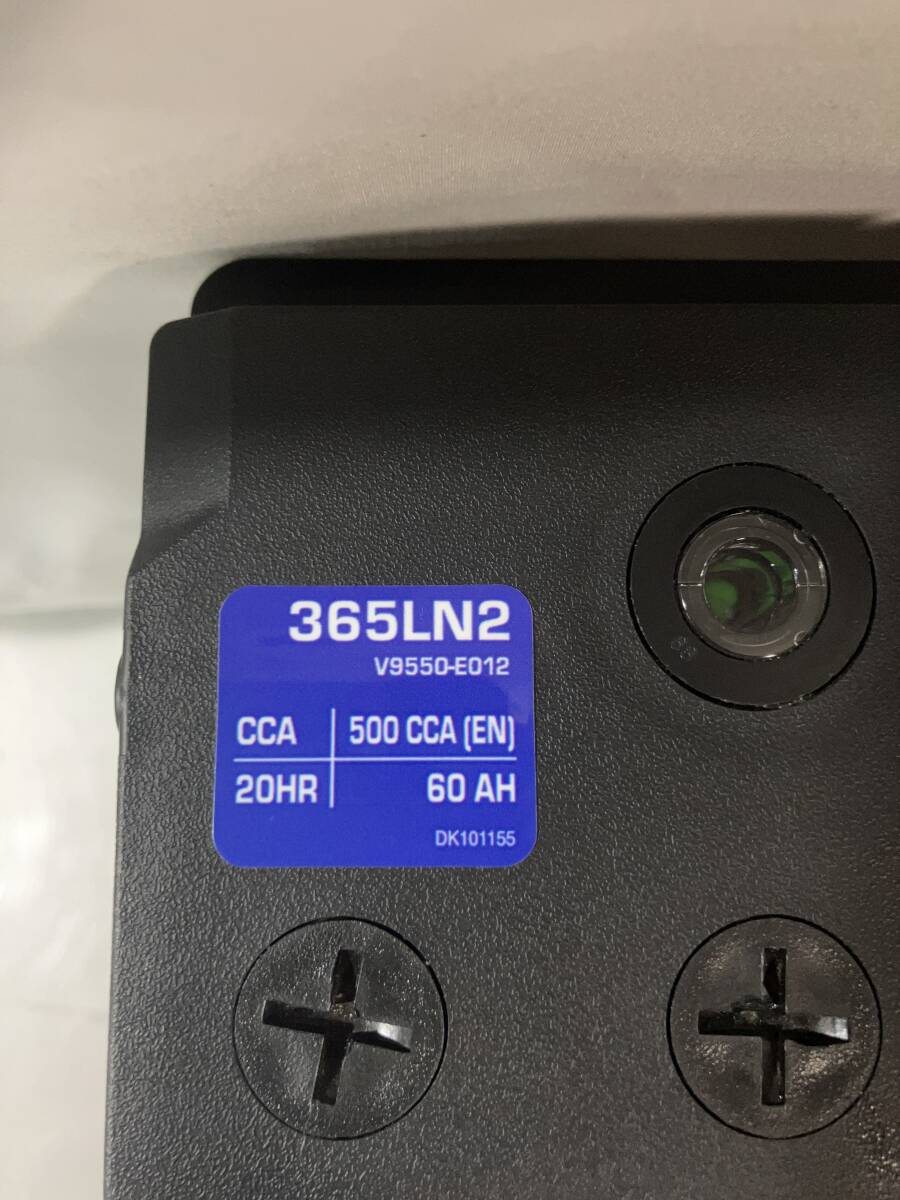 365LN2
V9550-E012
CCA 500 CCA (EN)
20HR 60 AH
DK101155